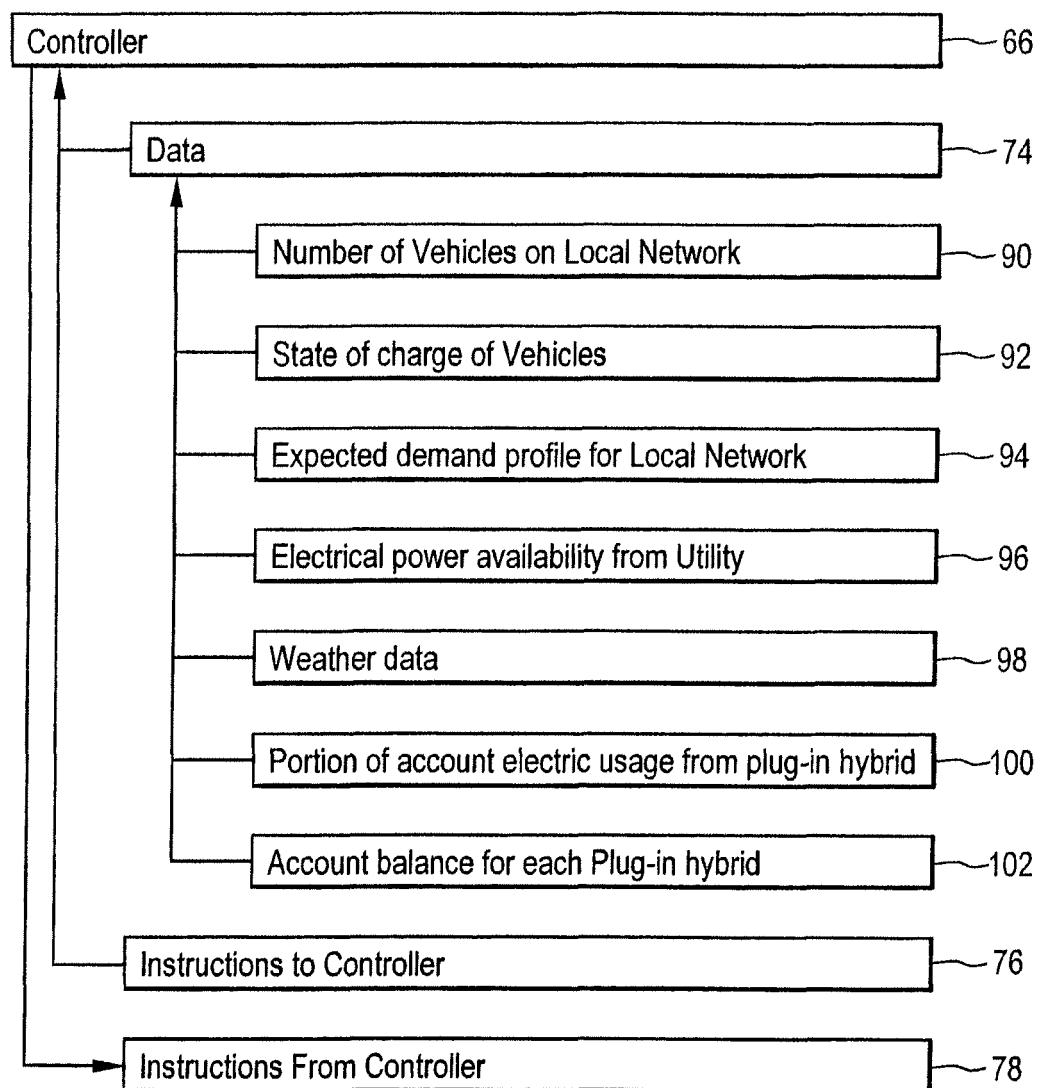 Controller 66
Data 74
Number of Vehicles on Local Network 90
State of charge of Vehicles 92
Expected demand profile for Local Network 94
Electrical power availability from Utility 96
Weather data 98
Portion of account electric usage from plug-in hybrid 100
Account balance for each Plug-in hybrid 102
Instructions to Controller 76
Instructions From Controller 78